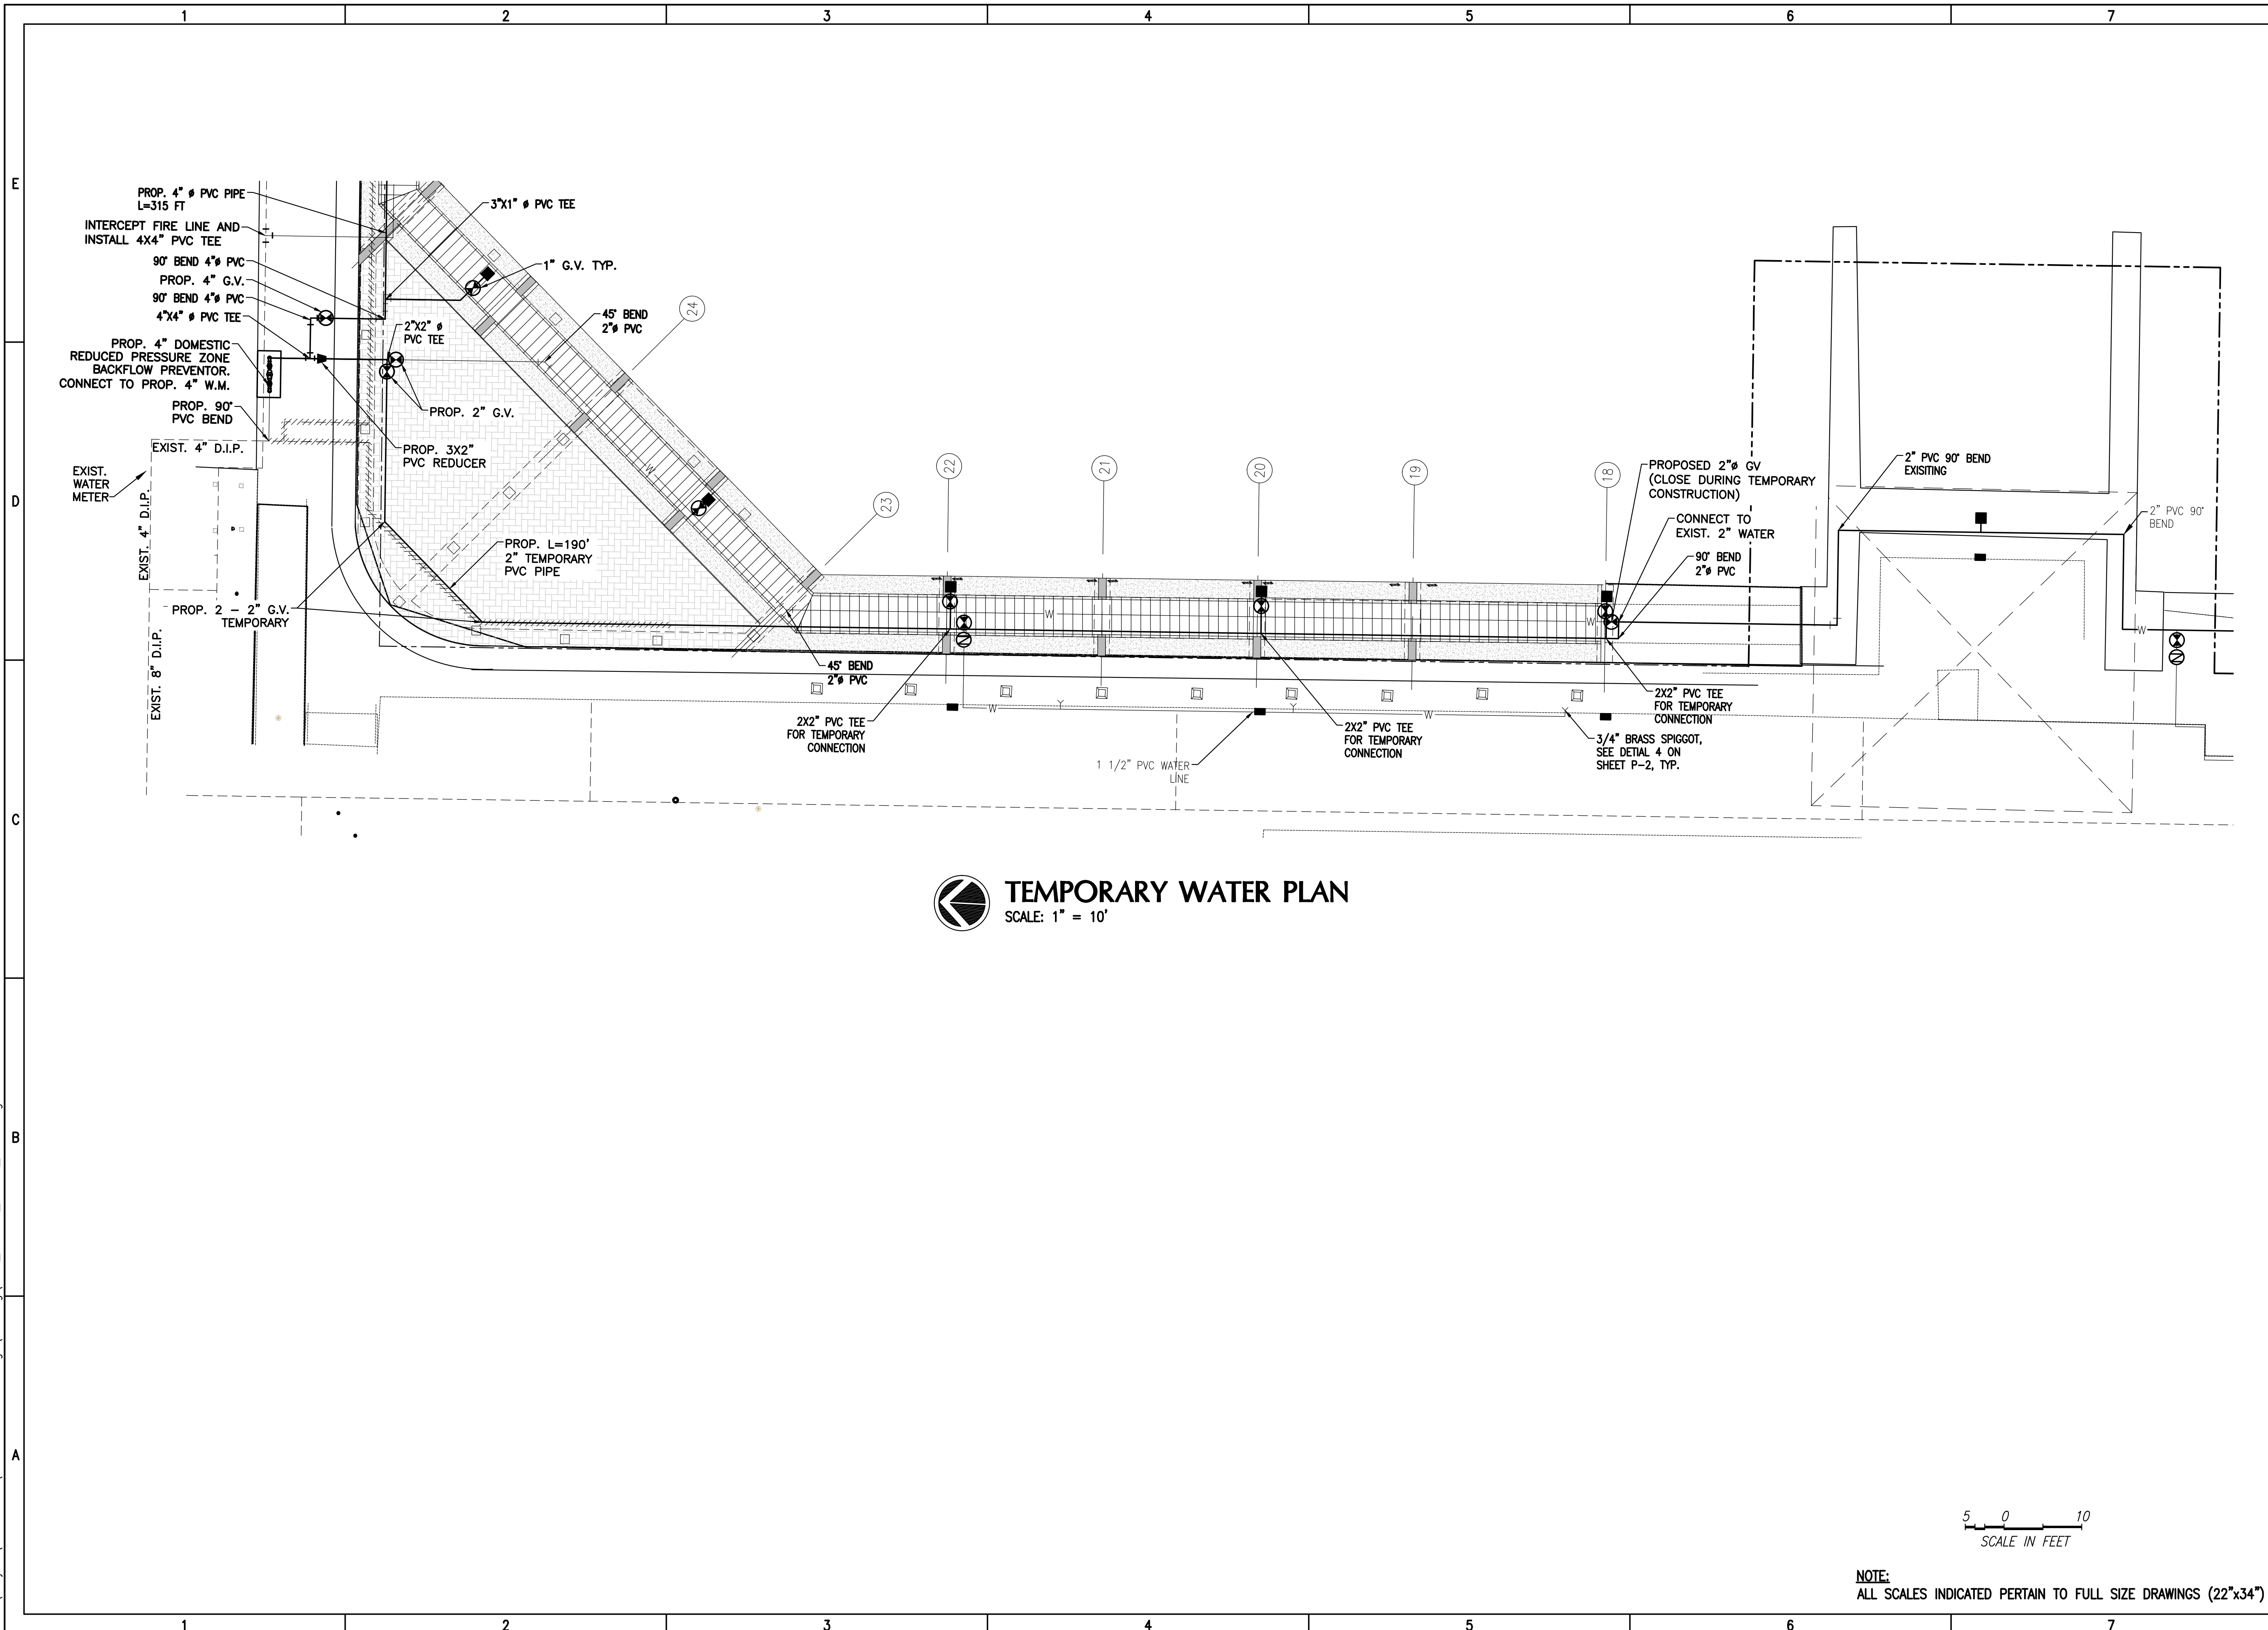 1 2 3 4 5 6 7
E
D
C
B
A
PROP. 4" ø PVC PIPE
L=315 FT
INTERCEPT FIRE LINE AND
INSTALL 4X4" PVC TEE
90° BEND 4"ø PVC
PROP. 4" G.V.
90° BEND 4"ø PVC
4"X4" ø PVC TEE
PROP. 4" DOMESTIC
REDUCED PRESSURE ZONE
BACKFLOW PREVENTOR.
CONNECT TO PROP. 4" W.M.
PROP. 90°
PVC BEND
EXIST. 4" D.I.P.
EXIST.
WATER
METER
EXIST. 4" D.I.P.
EXIST. 8" D.I.P.
PROP. 2 - 2" G.V.
TEMPORARY
3"X1" ø PVC TEE
1" G.V. TYP.
2"X2" ø
PVC TEE
45° BEND
2"ø PVC
24
PROP. 2" G.V.
PROP. 3X2"
PVC REDUCER
W
PROP. L=190'
2" TEMPORARY
PVC PIPE
23
22
21
20
19
18
W
W
45° BEND
2"ø PVC
2X2" PVC TEE
FOR TEMPORARY
CONNECTION
W
1 1/2" PVC WATER
LINE
2X2" PVC TEE
FOR TEMPORARY
CONNECTION
W
3/4" BRASS SPIGGOT,
SEE DETIAL 4 ON
SHEET P-2, TYP.
2X2" PVC TEE
FOR TEMPORARY
CONNECTION
PROPOSED 2"ø GV
(CLOSE DURING TEMPORARY
CONSTRUCTION)
CONNECT TO
EXIST. 2" WATER
90° BEND
2"ø PVC
2" PVC 90° BEND
EXISITING
2" PVC 90°
BEND
W
TEMPORARY WATER PLAN
SCALE: 1" = 10'
5 0 10
SCALE IN FEET
NOTE:
ALL SCALES INDICATED PERTAIN TO FULL SIZE DRAWINGS (22"x34")
1 2 3 4 5 6 7